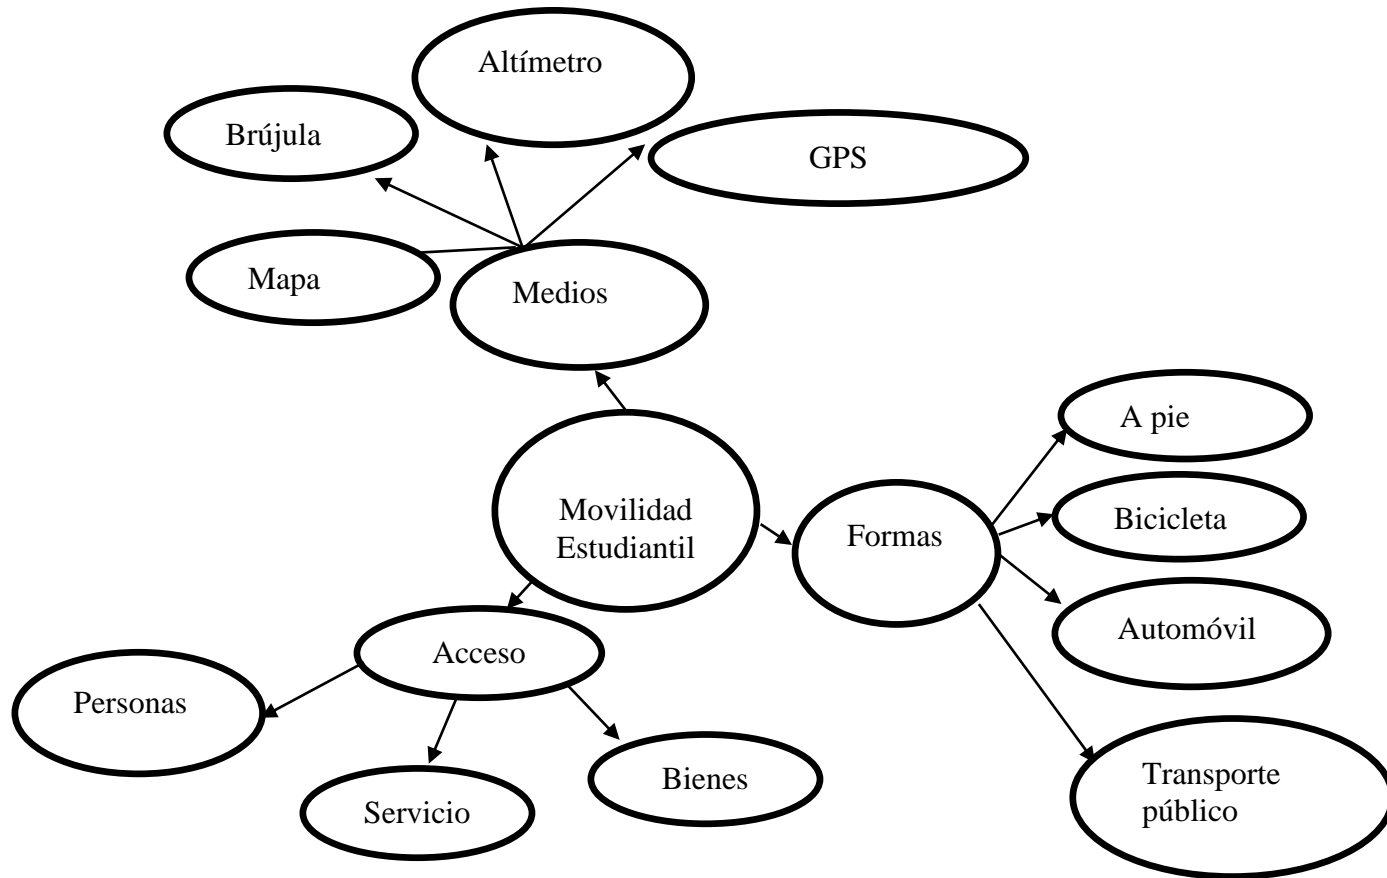 Altímetro
Brújula
GPS
Mapa
Medios
A pie
Movilidad
Estudiantil
Formas
Bicicleta
Automóvil
Acceso
Personas
Servicio
Bienes
Transporte
público